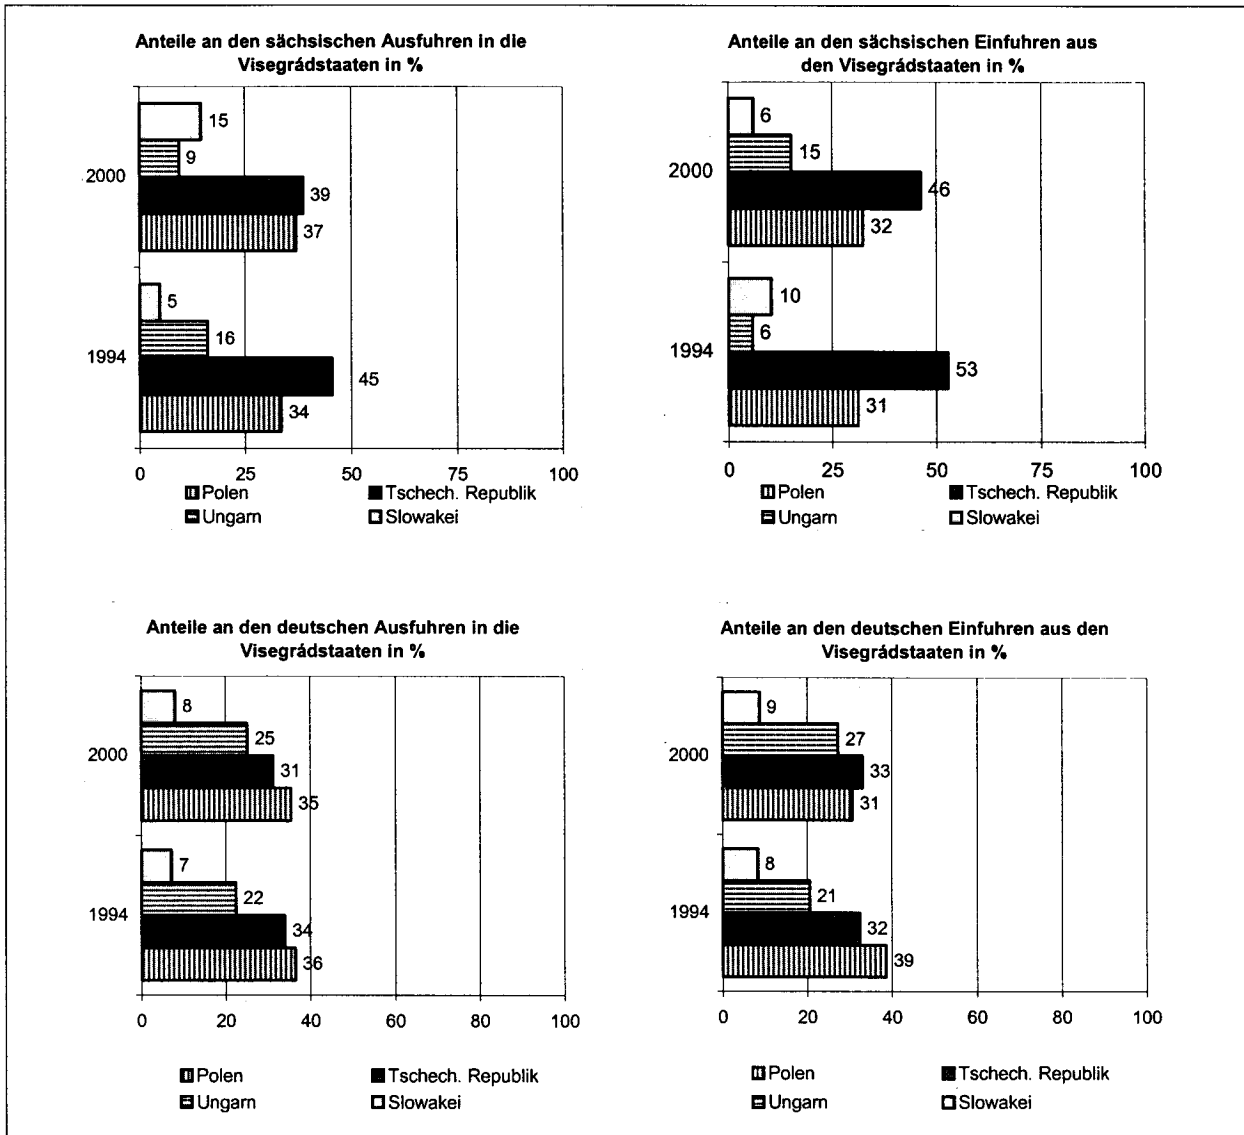 Anteile an den sächsischen Ausfuhren in die
Visegrádstaaten in %
15
9
2000
39
37
5
16
1994
45
34
0 25 50 75 100
Polen Tschech. Republik
Ungarn Slowakei
Anteile an den sächsischen Einfuhren aus
den Visegrádstaaten in %
6
15
2000
46
32
10
6
1994
53
31
0 25 50 75 100
Polen Tschech. Republik
Ungarn Slowakei
Anteile an den deutschen Ausfuhren in die
Visegrádstaaten in %
8
25
2000
31
35
7
22
1994
34
36
0 20 40 60 80 100
Polen Tschech. Republik
Ungarn Slowakei
Anteile an den deutschen Einfuhren aus den
Visegrádstaaten in %
9
27
2000
33
31
8
21
1994
32
39
0 20 40 60 80 100
Polen Tschech. Republik
Ungarn Slowakei